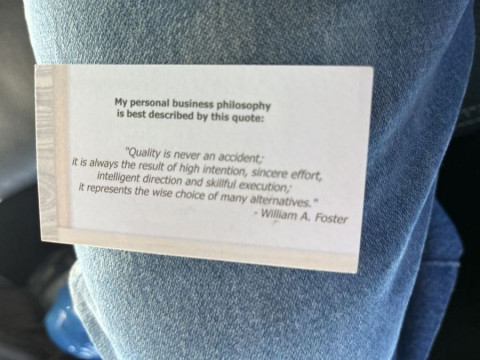 My personal business philosophy
is best described by this quote:
"Quality is never an accident;
it is always the result of high intention, sincere effort,
intelligent direction and skillful execution;
it represents the wise choice of many alternatives."
- William A. Foster